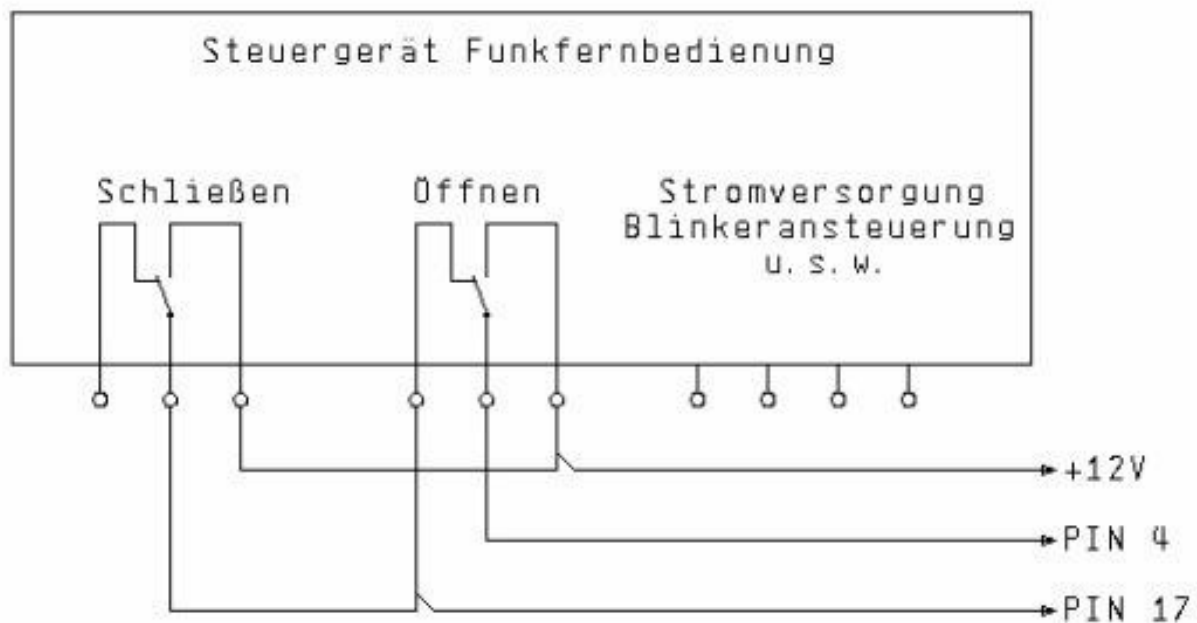 Steuergerät Funkfernbedienung
Schließen
Öffnen
Stromversorgung
Blinkeransteuerung
u.s.w.
+12V
PIN 4
PIN 17